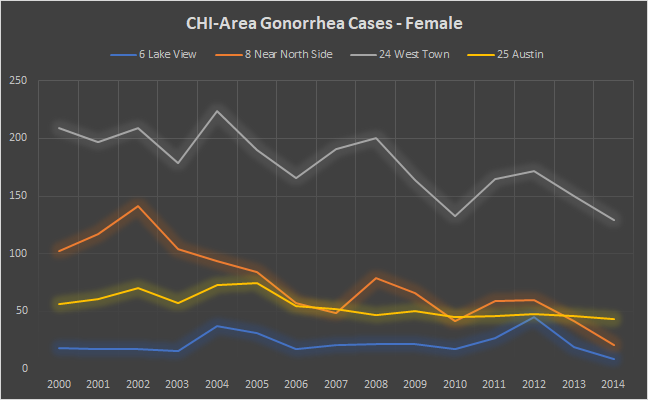 CHI-Area Gonorrhea Cases - Female
6 Lake View 8 Near North Side 24 West Town 25 Austin
250
200
150
100
50
0
2000 2001 2002 2003 2004 2005 2006 2007 2008 2009 2010 2011 2012 2013 2014